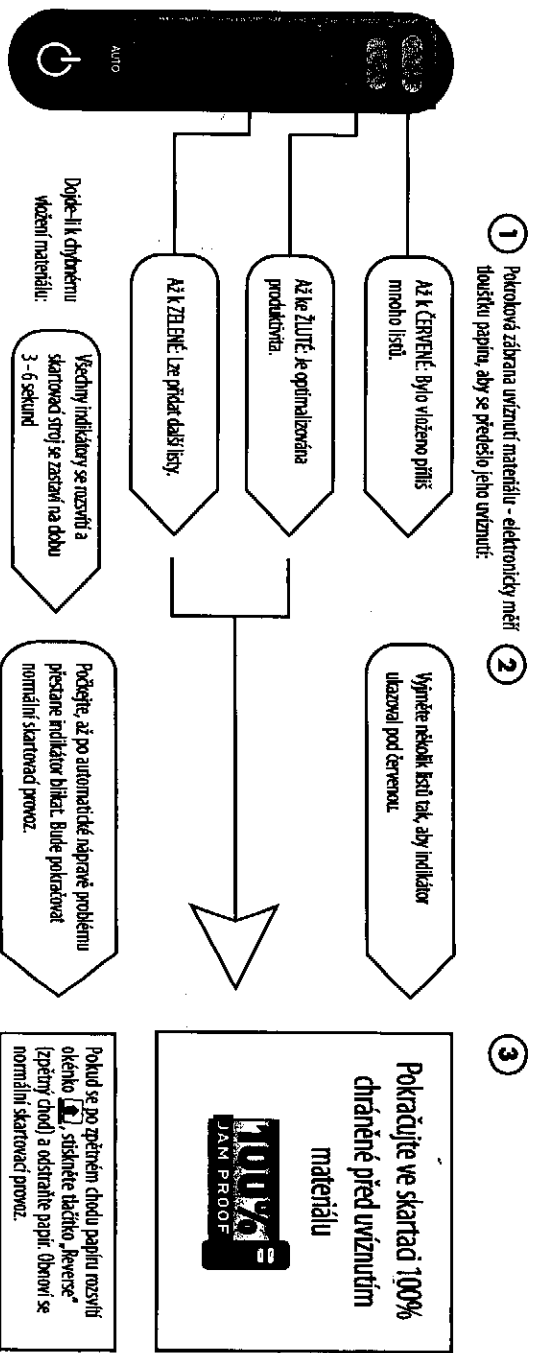 1
Pokroková zábrana uvíznutí materiálu - elektronicky měří
tloušťku papíru, aby se předešlo jeho uvíznutí:
AUTO
Až k ČERVENÉ: Bylo vloženo příliš
mnoho listů.
Až ke ŽLUTÉ: Je optimalizována
produktivita.
Až k ZELENÉ: Lze přidat další listy.
Dojde-li k chybnému
vložení materiálu:
Všechny indikátory se rozsvítí a
skartovací stroj se zastaví na dobu
3 - 6 sekund
2
Vyjměte několik listů tak, aby indikátor
ukazoval pod červenou.
Počkejte, až po automatické nápravě problému
přestane indikátor blikat. Bude pokračovat
normální skartovací provoz.
3
Pokračujte ve skartaci 100%
chráněné před uvíznutím
materiálu
100%
JAM PROOF
Pokud se po zpětném chodu papíru rozsvítí
okénko , stiskněte tlačítko „Reverse“
(zpětný chod) a odstraňte papír. Obnoví se
normální skartovací provoz.